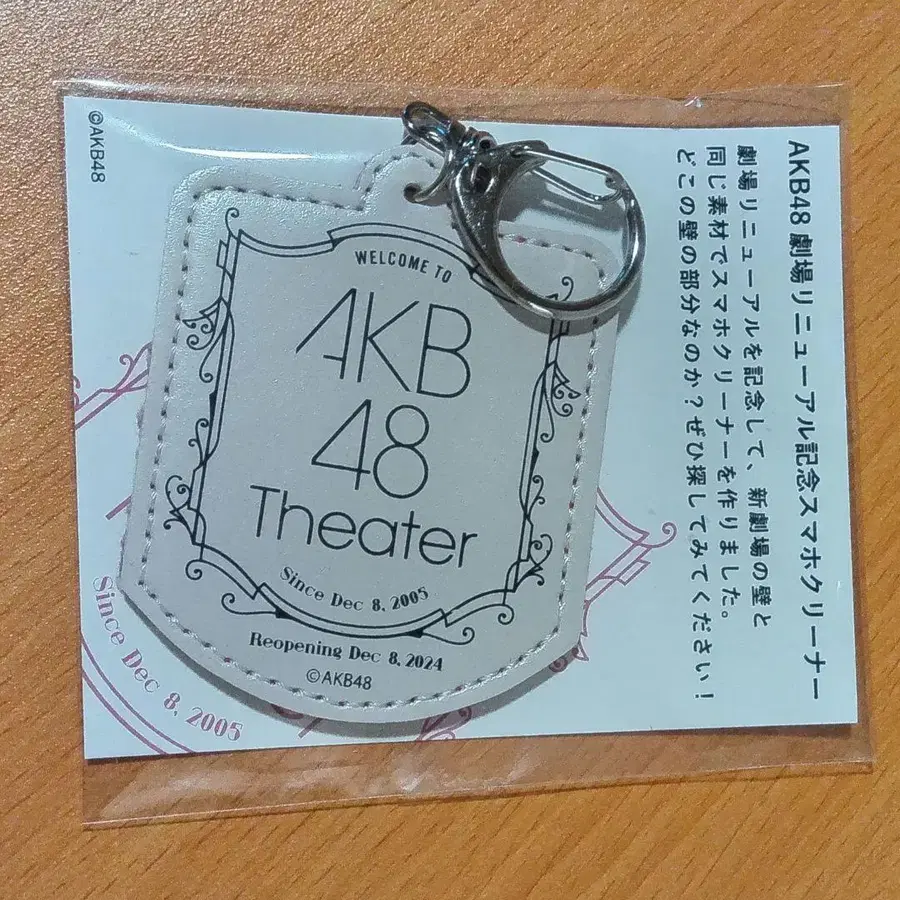 AKB48 劇場リニューアル記念スマホクリーナー
劇場リニューアルを記念して、新劇場の壁と
同じ素材でスマホクリーナーを作りました。
どこの壁の部分なのか？ぜひ探してみてください！
©AKB48
WELCOME TO
AKB
48
Theater
Since Dec 8, 2005
Reopening Dec 8, 2024
©AKB48
Since Dec 8, 2005